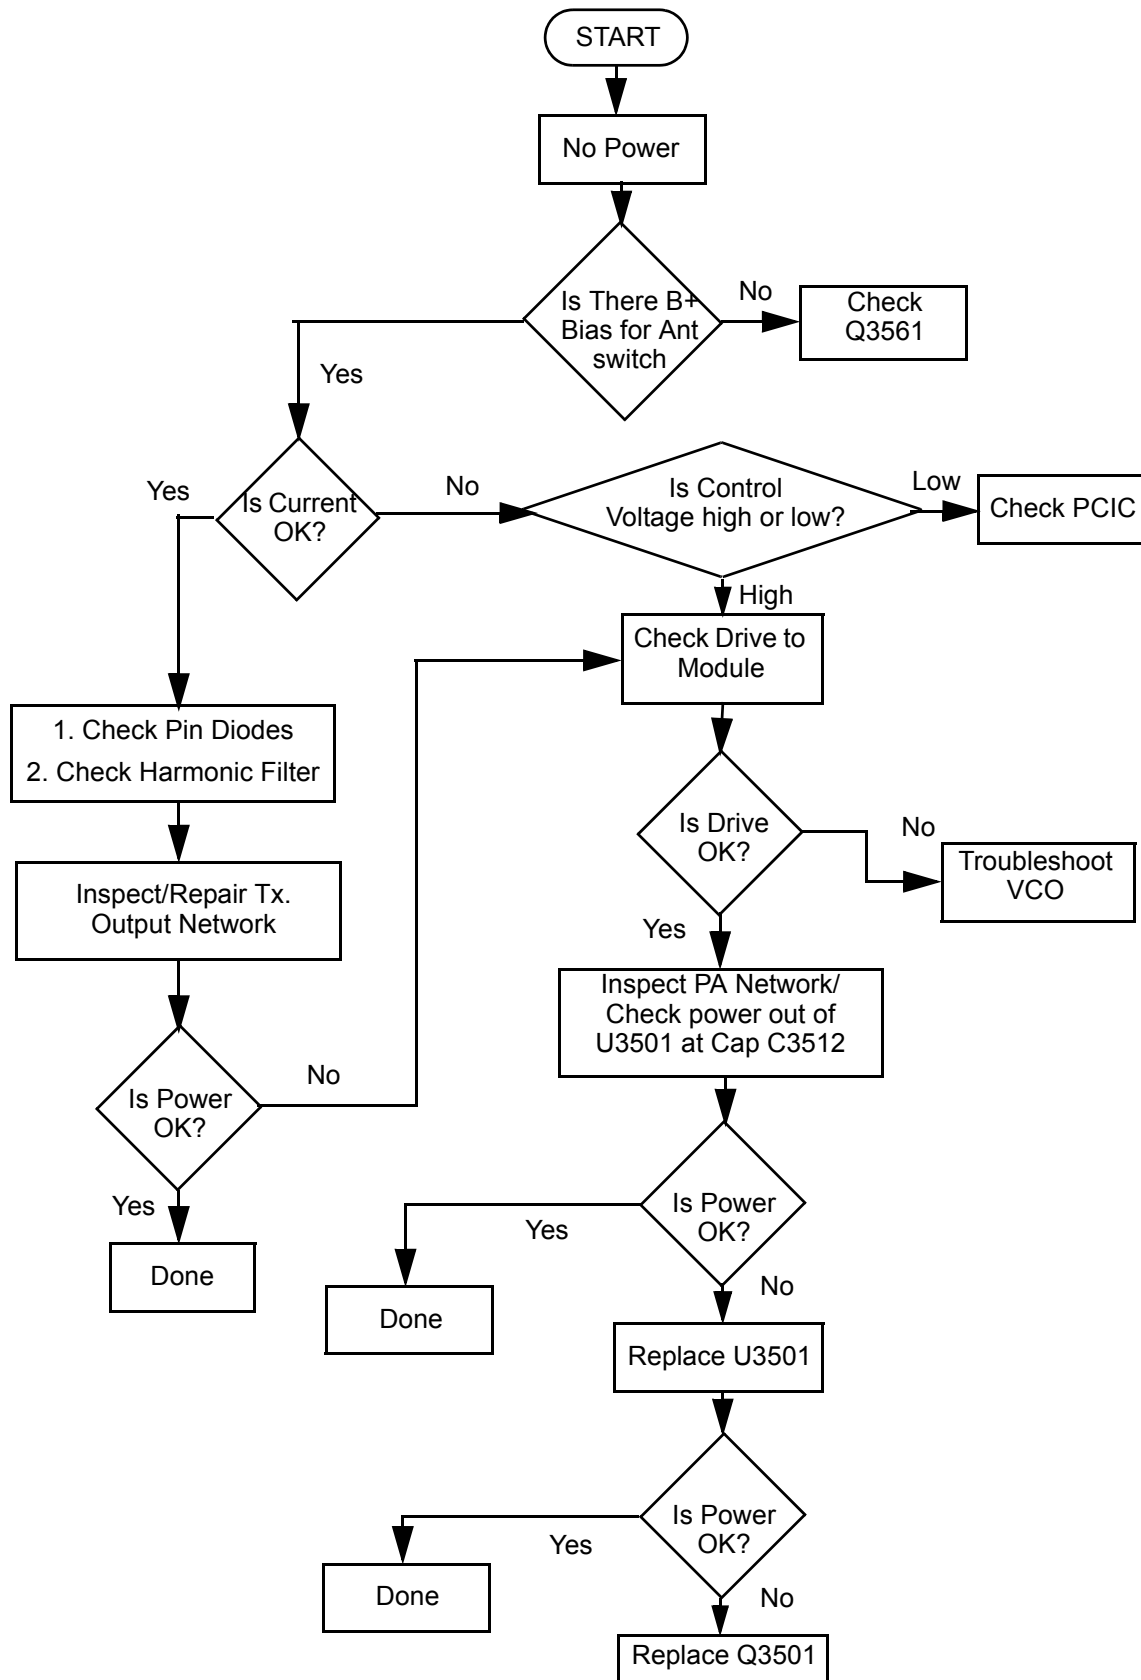 START
No Power
Is There B+
Bias for Ant
switch
No
Check
Q3561
Yes
Is Current
OK?
Yes
No
Is Control
Voltage high or low?
Low
Check PCIC
High
Check Drive to
Module
1. Check Pin Diodes
2. Check Harmonic Filter
Is Drive
OK?
No
Troubleshoot
VCO
Yes
Inspect/Repair Tx.
Output Network
Inspect PA Network/
Check power out of
U3501 at Cap C3512
Is Power
OK?
No
Yes
Done
Is Power
OK?
Yes
Done
No
Replace U3501
Is Power
OK?
Yes
Done
No
Replace Q3501